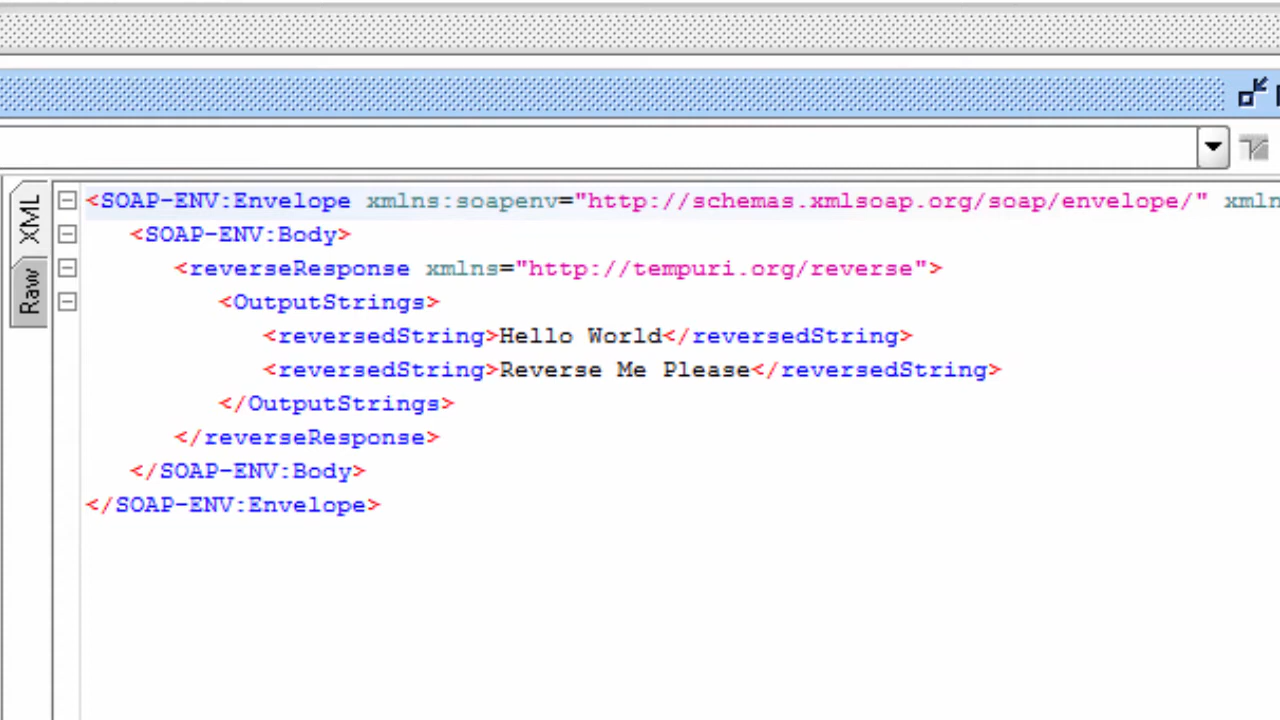 XML
Raw
<SOAP-ENV:Envelope xmlns:soapenv="http://schemas.xmlsoap.org/soap/envelope/" xmln
<SOAP-ENV:Body>
<reverseResponse xmlns="http://tempuri.org/reverse">
<OutputStrings>
<reversedString>Hello World</reversedString>
<reversedString>Reverse Me Please</reversedString>
</OutputStrings>
</reverseResponse>
</SOAP-ENV:Body>
</SOAP-ENV:Envelope>